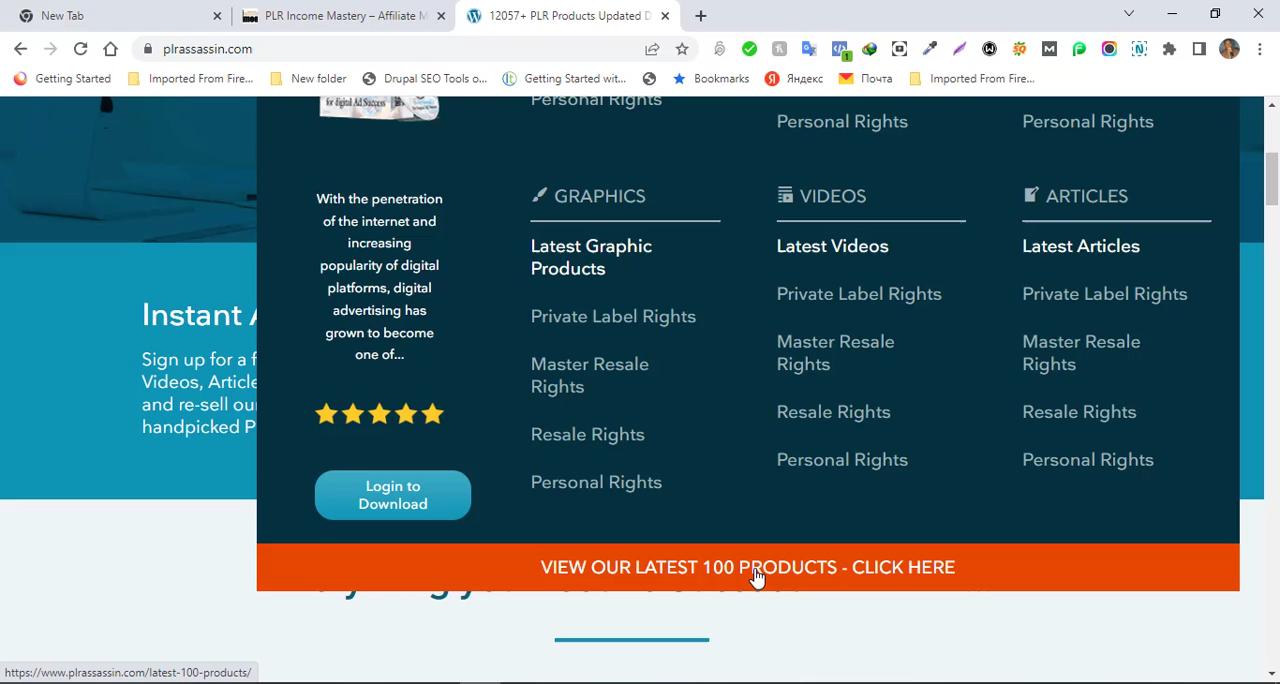 New Tab
PLR Income Mastery – Affiliate M
12057+ PLR Products Updated D
plrassassin.com
1
Getting Started
Imported From Fire...
New folder
Drupal SEO Tools o...
Getting Started wit...
Bookmarks
Яндекс
Почта
Imported From Fire...
for digital Ad Success
Personal Rights
Personal Rights
Personal Rights
With the penetration
of the internet and
increasing
popularity of digital
platforms, digital
advertising has
grown to become
one of...
Login to
Download
GRAPHICS
Latest Graphic
Products
Private Label Rights
Master Resale
Rights
Resale Rights
Personal Rights
VIDEOS
Latest Videos
Private Label Rights
Master Resale
Rights
Resale Rights
Personal Rights
ARTICLES
Latest Articles
Private Label Rights
Master Resale
Rights
Resale Rights
Personal Rights
Instant
Sign up for a f
Videos, Article
and re-sell ou
handpicked P
VIEW OUR LATEST 100 PRODUCTS - CLICK HERE
https://www.plrassassin.com/latest-100-products/